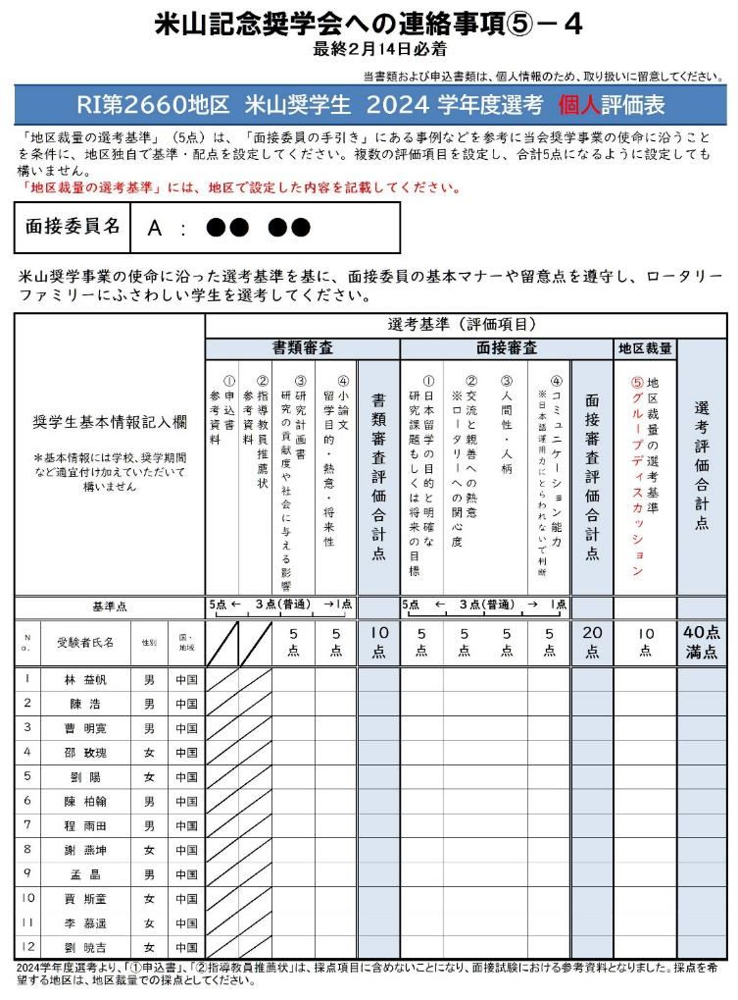 米山記念奨学会への連絡事項⑤－４
最終２月14日必着
当書類および申込書類は、個人情報のため、取り扱いに留意してください。
RI第2660地区 米山奨学生 2024 学年度選考 個人評価表
「地区裁量の選考基準」（5点）は、「面接委員の手引き」にある事例などを参考に当会奨学事業の使命に沿うこと
を条件に、地区独自で基準・配点を設定してください。複数の評価項目を設定し、合計5点になるように設定しても
構いません。
「地区裁量の選考基準」には、地区で設定した内容を記載してください。
面接委員名 A : ●● ●●
米山奨学事業の使命に沿った選考基準を基に、面接委員の基本マナーや留意点を遵守し、ロータリー
ファミリーにふさわしい学生を選考してください。
選考基準（評価項目）
書類審査 面接審査 地区裁量
奨学生基本情報記入欄
＊基本情報には学校、奨学期間
など適宜付け加えていただいて
構いません
①申込書
参考資料
②指導教員推薦状
参考資料
③研究計画書
研究の貢献度や社会に与える影響
④小論文
留学目的・熱意・将来性
書類審査評価合計点
①日本留学の目的と明確な
研究課題もしくは将来の目標
②交流と親善への熱意
※ロータリーへの関心度
③人間性・人柄
④コミュニケーション能力
※日本語運用力にとらわれないで判断
面接審査評価合計点
地区裁量の選考基準
⑤グループディスカッション
選考評価合計点
基準点 5点 ← 3点(普通) →1点 5点 ← 3点(普通) → 1点
No. 受験者氏名 性別 国・地域 5点 5点 10点 5点 5点 5点 5点 20点 10点 40点満点
1 林 益帆 男 中国
2 陳 浩 男 中国
3 曹 明寛 男 中国
4 邵 玫瑰 女 中国
5 劉 陽 女 中国
6 陳 柏翰 男 中国
7 程 雨田 男 中国
8 謝 燕坤 女 中国
9 孟 晶 男 中国
10 賈 斯童 女 中国
11 李 慕遥 女 中国
12 劉 暁吉 女 中国
2024学年度選考より、「①申込書」、「②指導教員推薦状」は、採点項目に含めないことになり、面接試験における参考資料となりました。採点を希
望する地区は、地区裁量での採点としてください。